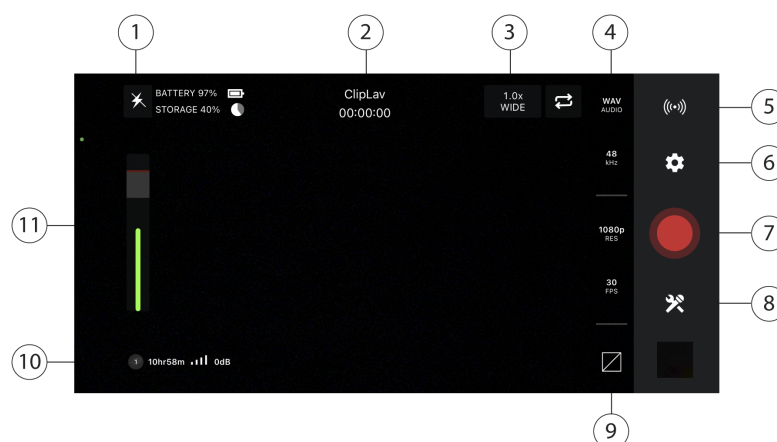 1
2
3
4
BATTERY 97%
STORAGE 40%
ClipLav
00:00:00
1.0x
WIDE
WAV
AUDIO
5
48
kHz
6
11
1080p
RES
7
30
FPS
8
10
1 10hr58m 0dB
9